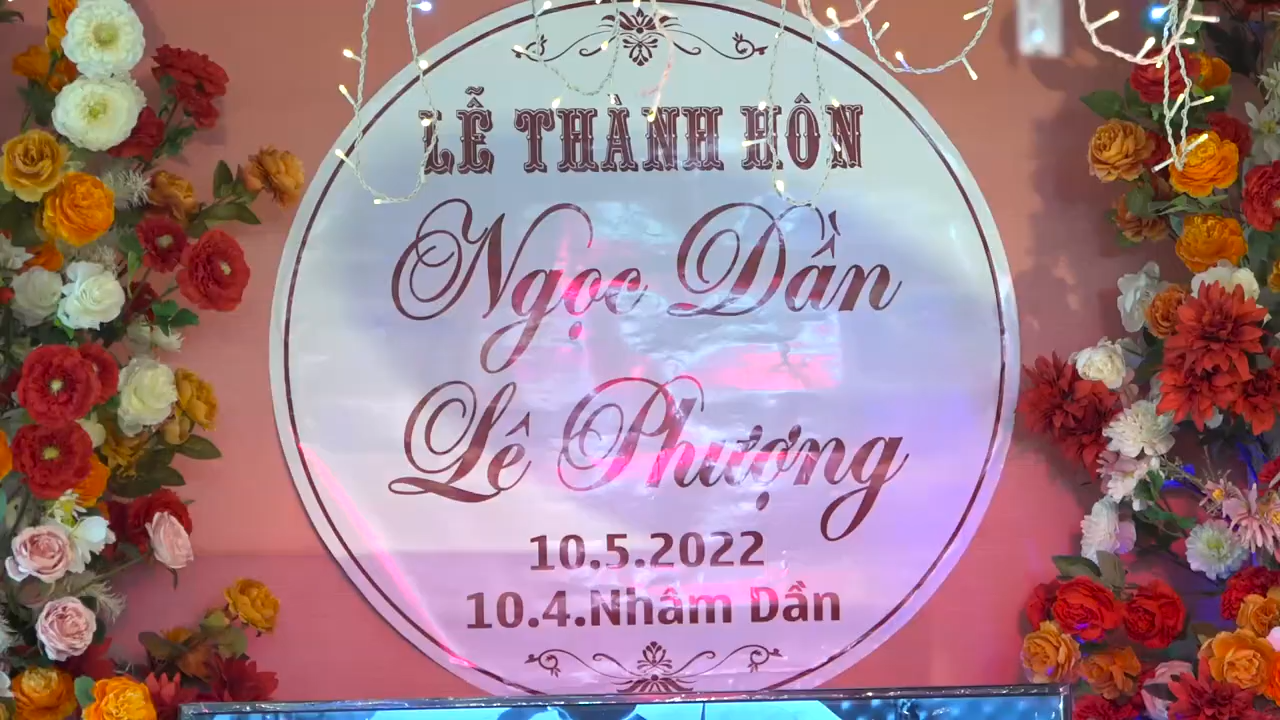 LỄ THÀNH HÔN
Ngọc Dần
Lê Phượng
10.5.2022
10.4.Nhâm Dần